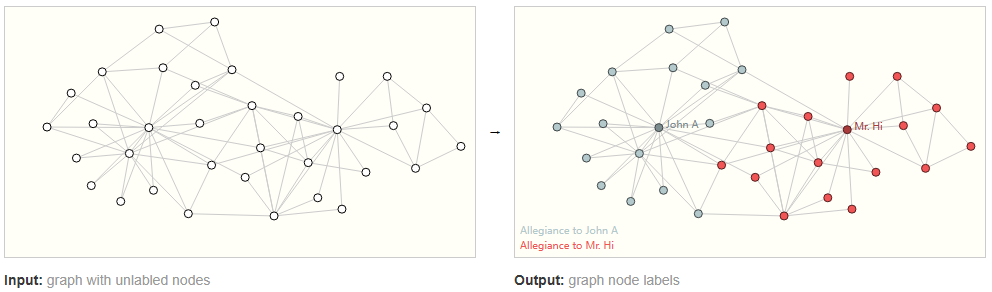 →
John A
Mr. Hi
Allegiance to John A
Allegiance to Mr. Hi
Input: graph with unlabled nodes
Output: graph node labels